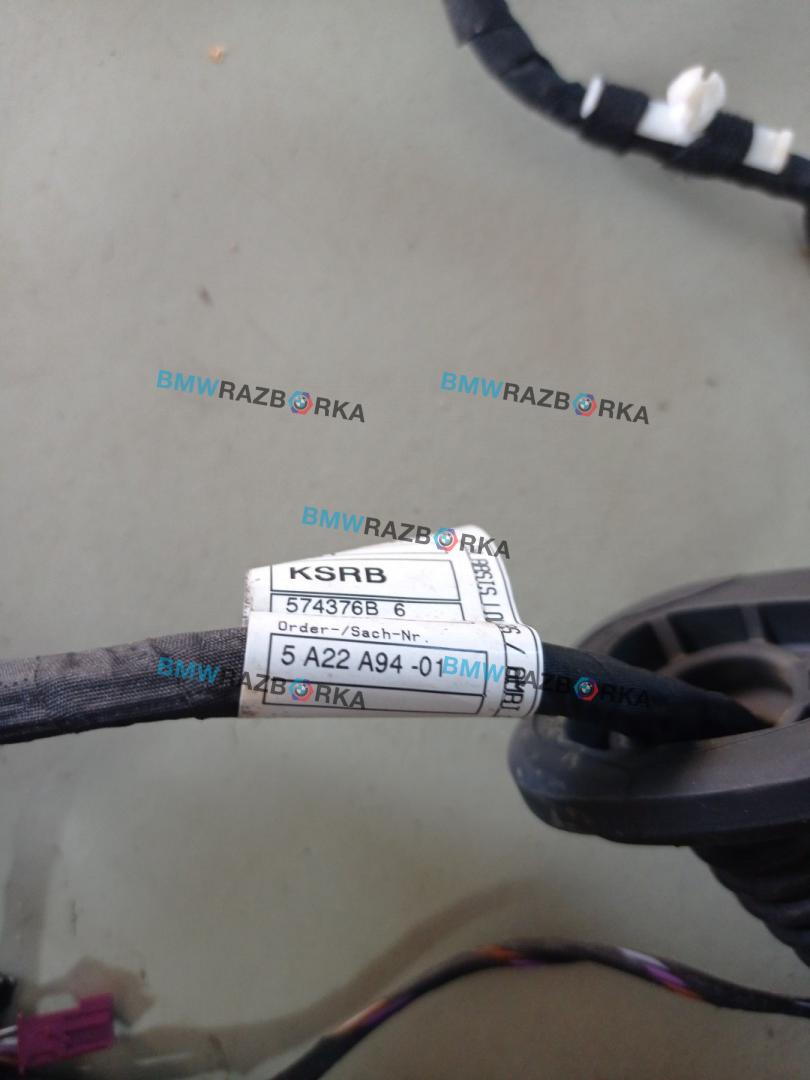 BMWRAZBORKA
BMWRAZBORKA
BMWRAZBORKA
KSRB
574376B 6
Order-/Sach-Nr.
5 A22 A94 -01
BMWRAZBORKA
BMWRAZBORKA